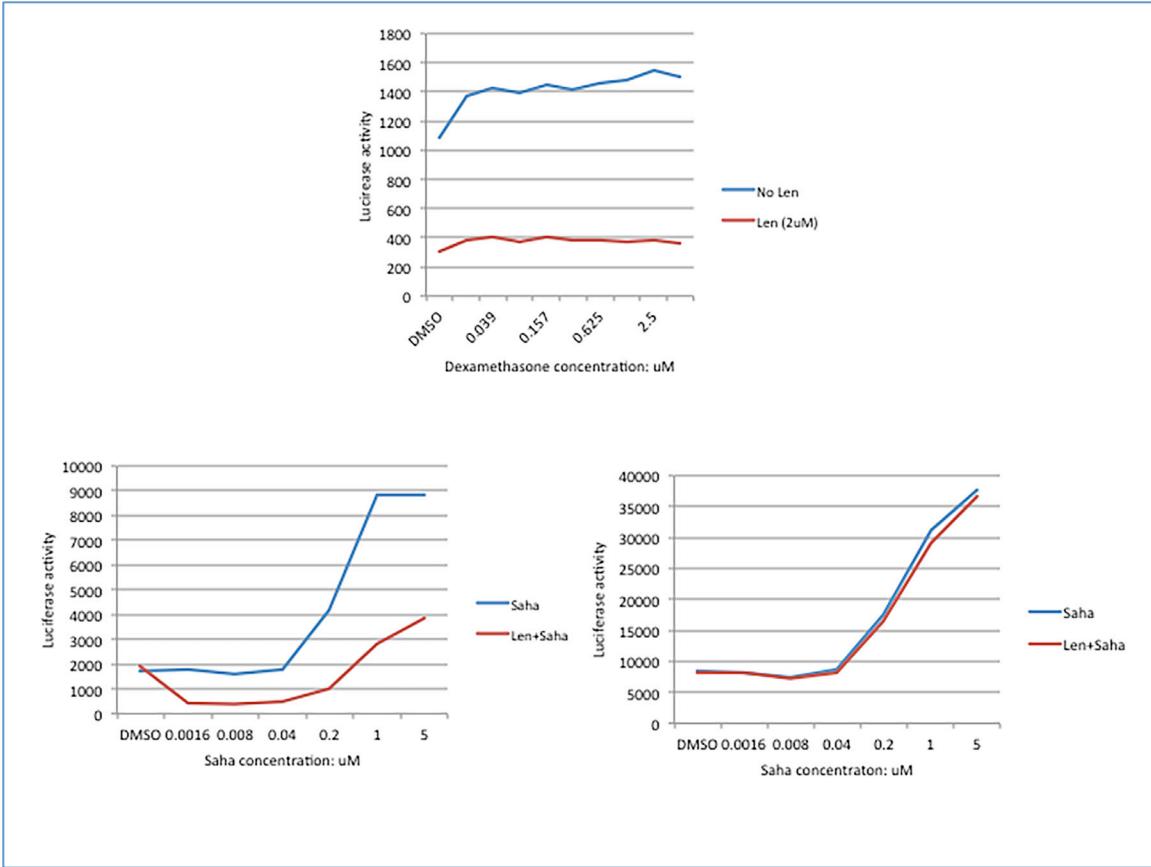 1800
1600
1400
1200
1000
800
600
400
200
0
Lucirease activity
DMSO
0.039
0.157
0.625
2.5
Dexamethasone concentration: uM
No Len
Len (2uM)
10000
9000
8000
7000
6000
5000
4000
3000
2000
1000
0
Luciferase activity
DMSO 0.0016 0.008 0.04 0.2 1 5
Saha concentration: uM
Saha
Len+Saha
40000
35000
30000
25000
20000
15000
10000
5000
0
Luciferase activity
DMSO 0.0016 0.008 0.04 0.2 1 5
Saha concentraton: uM
Saha
Len+Saha